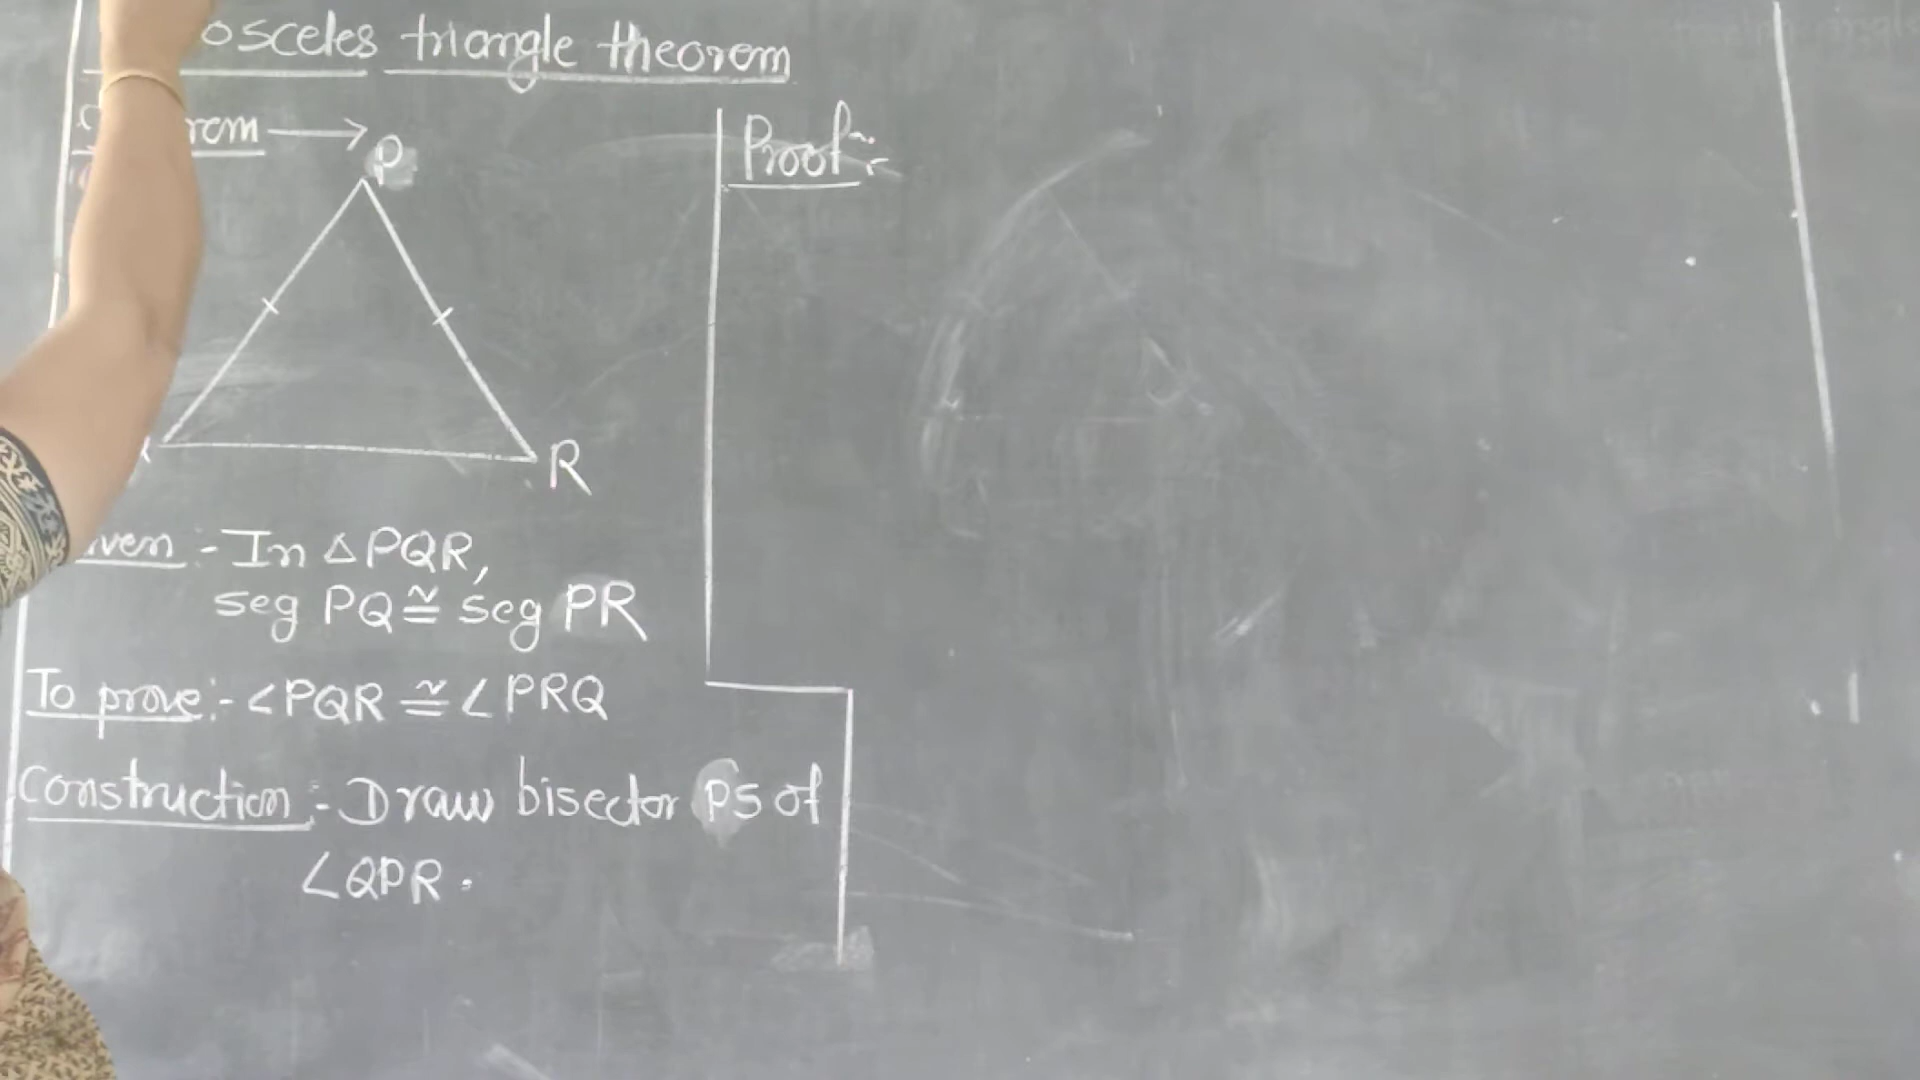 osceles triangle theorem
rem →
P
R
Given :- In △PQR,
seg PQ ≅ seg PR
To prove :- ∠PQR ≅ ∠PRQ
Construction :- Draw bisector PS of
∠QPR.
Proof :-